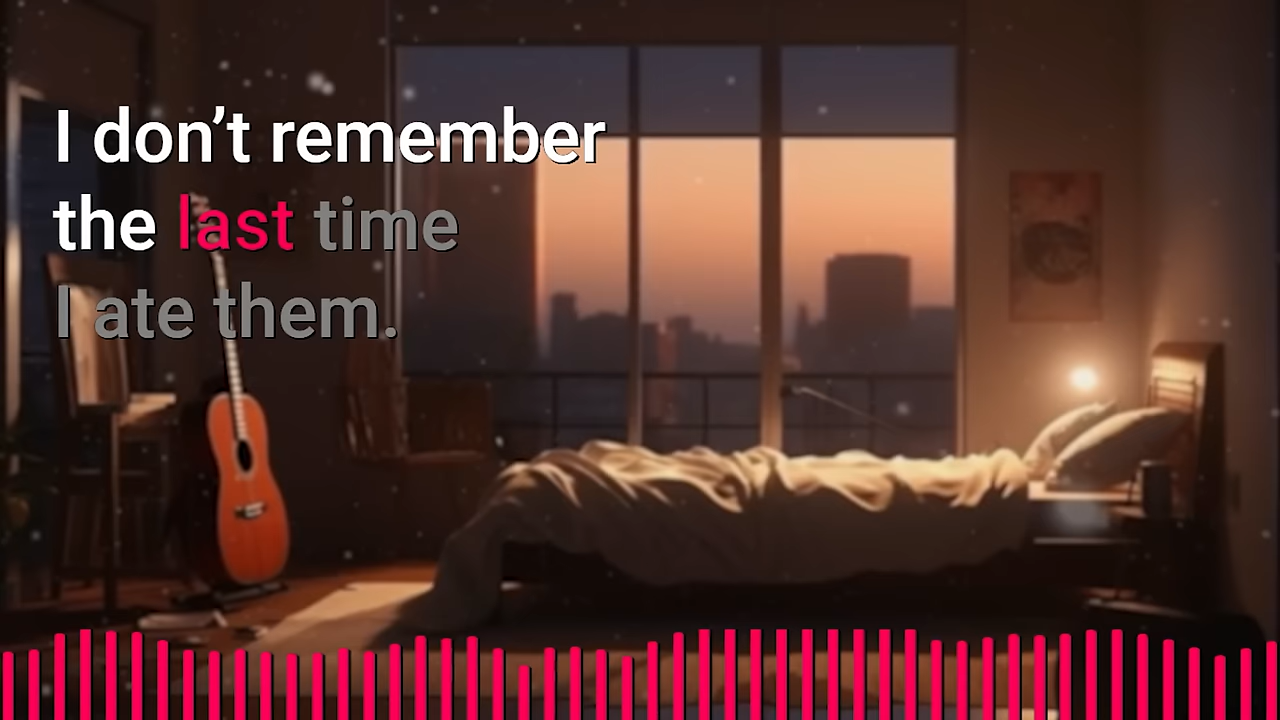 I don’t remember
the last time
I ate them.